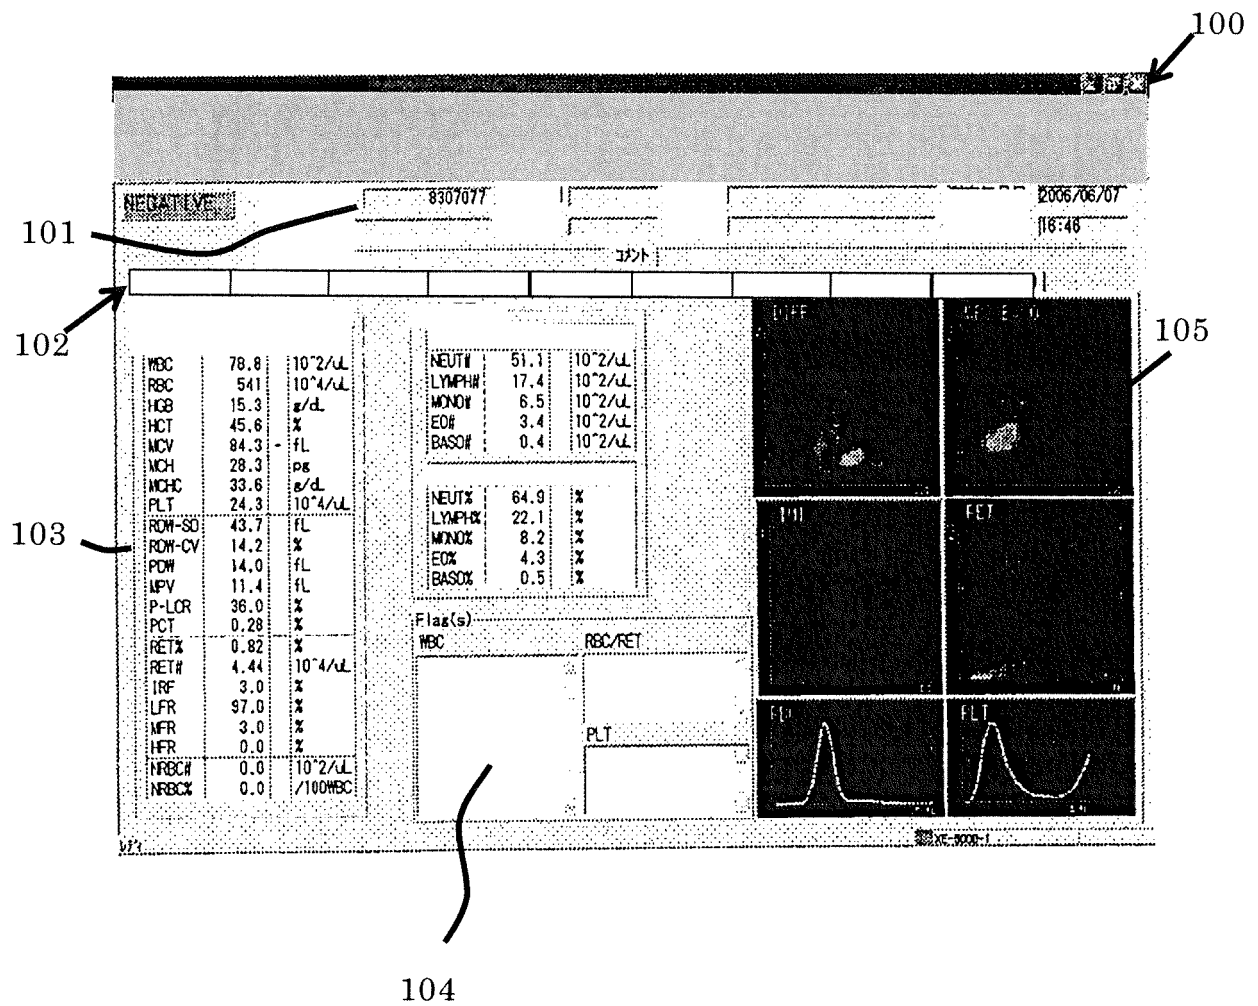 100
NEGATIVE
8307077
2006/06/07
101
16:46
コメント
102
105
WBC 78.8 10^2/uL
RBC 541 10^4/uL
HGB 15.3 g/dL
HCT 45.6 %
MCV 84.3 - fL
MCH 28.3 pg
MCHC 33.6 g/dL
PLT 24.3 10^4/uL
RDW-SD 43.7 fL
RDW-CV 14.2 %
PDW 14.0 fL
MPV 11.4 fL
P-LCR 36.0 %
PCT 0.28 %
RET% 0.82 %
RET# 4.44 10^4/uL
IRF 3.0 %
LFR 97.0 %
MFR 3.0 %
HFR 0.0 %
NRBC# 0.0 10^2/uL
NRBC% 0.0 /100WBC
103
NEUT# 51.1 10^2/uL
LYMPH# 17.4 10^2/uL
MONO# 6.5 10^2/uL
EO# 3.4 10^2/uL
BASO# 0.4 10^2/uL
NEUT% 64.9 %
LYMPH% 22.1 %
MONO% 8.2 %
EO% 4.3 %
BASO% 0.5 %
Flag(s)
WBC RBC/RET
PLT
DIFF
IMI RET
PLT
XE-5000-1
104